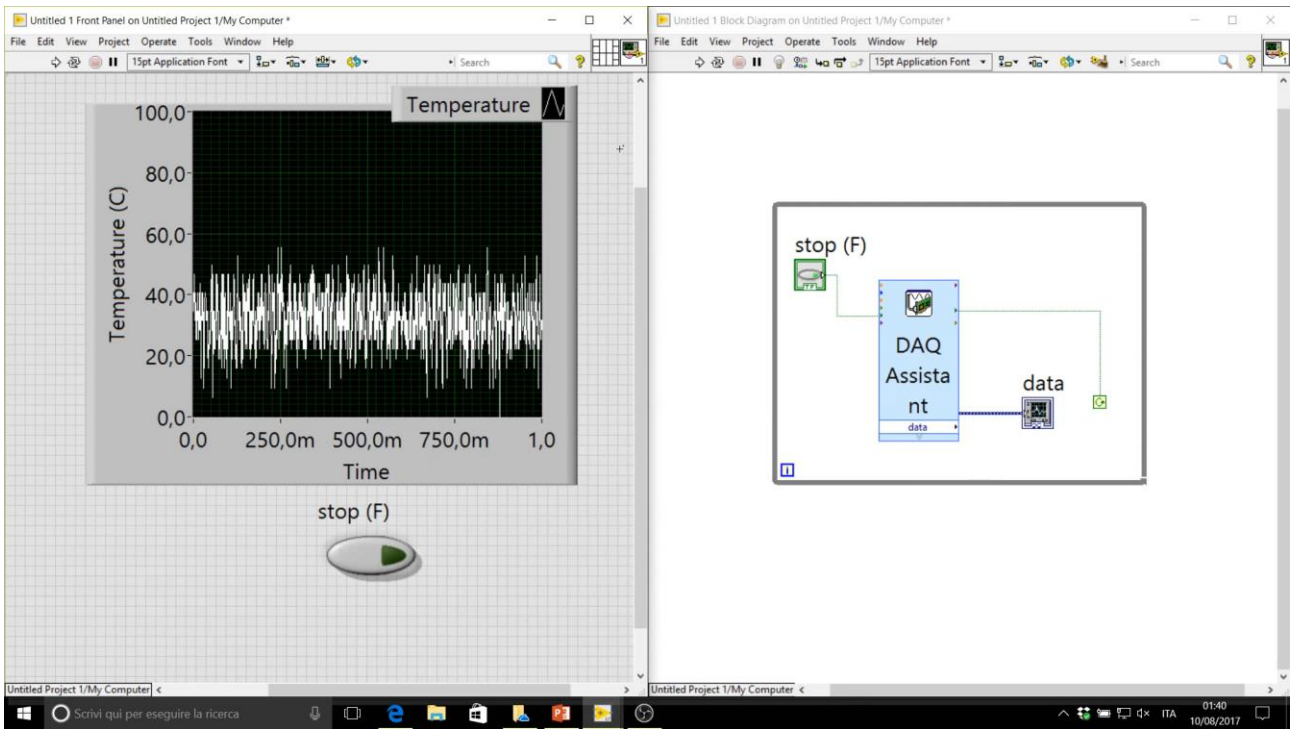 Untitled 1 Front Panel on Untitled Project 1/My Computer *
File Edit View Project Operate Tools Window Help
15pt Application Font
Search
Temperature
100,0
80,0
60,0
40,0
20,0
0,0
Temperature (C)
0,0 250,0m 500,0m 750,0m 1,0
Time
stop (F)
Untitled Project 1/My Computer
Untitled 1 Block Diagram on Untitled Project 1/My Computer *
File Edit View Project Operate Tools Window Help
15pt Application Font
Search
stop (F)
TF
DAQ
Assista
nt
data
data
i
Untitled Project 1/My Computer
Scrivi qui per eseguire la ricerca
ITA
01:40
10/08/2017